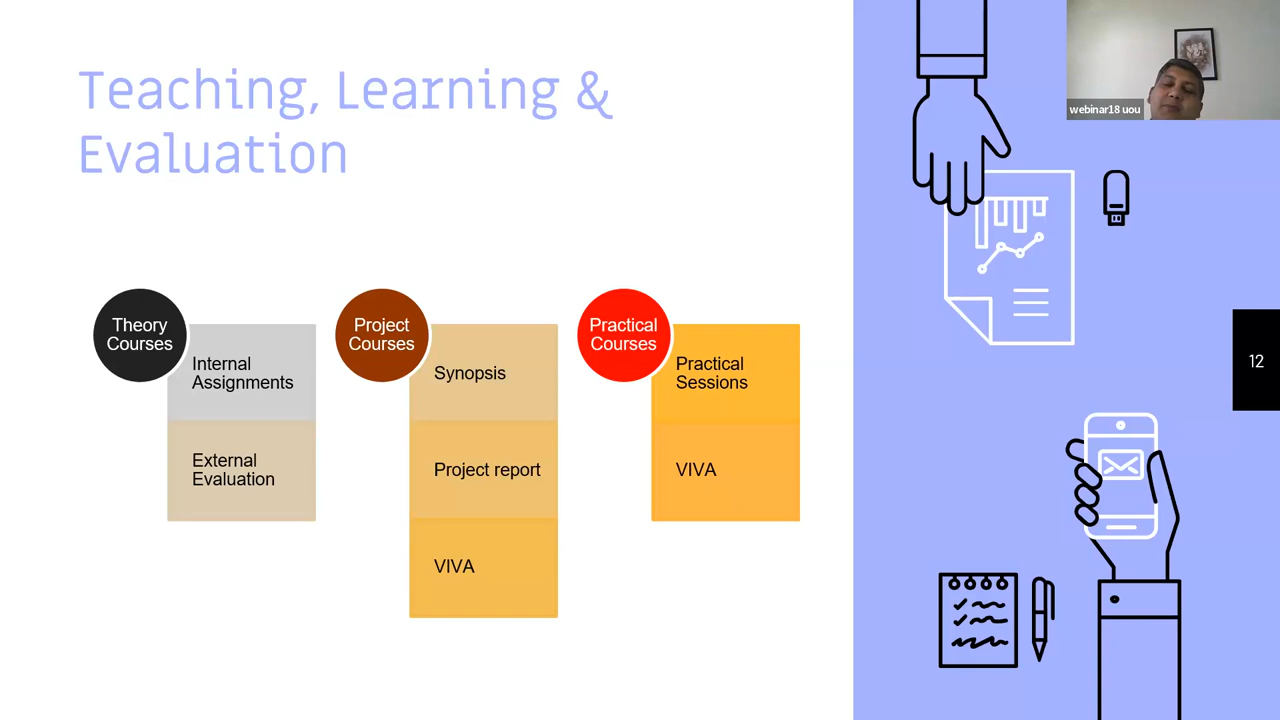 Teaching, Learning &
Evaluation
webinar18 uou
Theory
Courses
Internal
Assignments
External
Evaluation
Project
Courses
Synopsis
Project report
VIVA
Practical
Courses
Practical
Sessions
VIVA
12